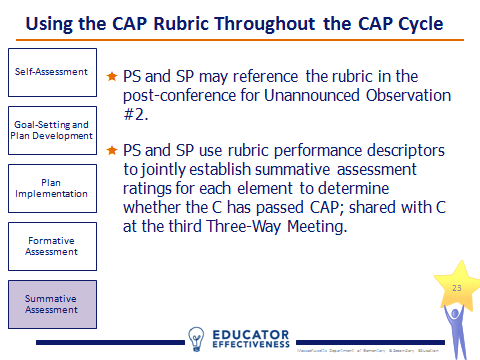 Using the CAP Rubric Throughout the CAP Cycle
Self-Assessment
Goal-Setting and
Plan Development
Plan
Implementation
Formative
Assessment
Summative
Assessment
PS and SP may reference the rubric in the
post-conference for Unannounced Observation
#2.
PS and SP use rubric performance descriptors
to jointly establish summative assessment
ratings for each element to determine
whether the C has passed CAP; shared with C
at the third Three-Way Meeting.
23
EDUCATOR
EFFECTIVENESS
Massachusetts Department of Elementary & Secondary Education